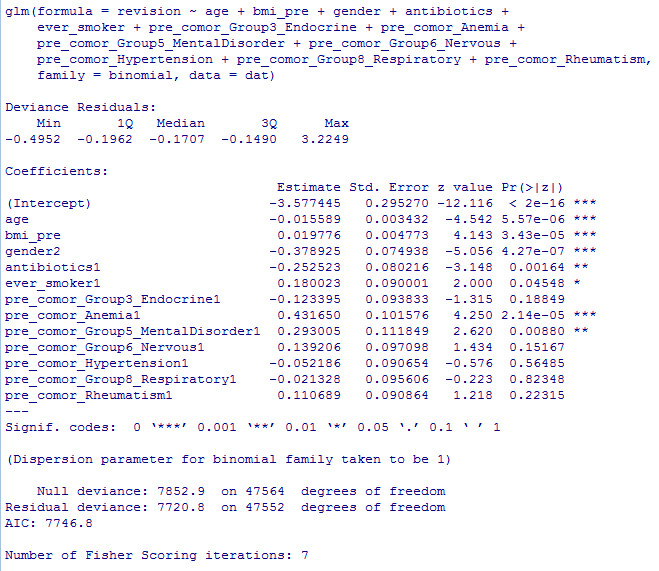 glm(formula = revision ~ age + bmi_pre + gender + antibiotics +
    ever_smoker + pre_comor_Group3_Endocrine + pre_comor_Anemia +
    pre_comor_Group5_MentalDisorder + pre_comor_Group6_Nervous +
    pre_comor_Hypertension + pre_comor_Group8_Respiratory + pre_comor_Rheumatism,
    family = binomial, data = dat)

Deviance Residuals:
    Min       1Q   Median       3Q      Max
-0.4952  -0.1962  -0.1707  -0.1490   3.2249

Coefficients:
                                  Estimate Std. Error z value Pr(>|z|)
(Intercept)                      -3.577445   0.295270 -12.116  < 2e-16 ***
age                              -0.015589   0.003432  -4.542 5.57e-06 ***
bmi_pre                           0.019776   0.004773   4.143 3.43e-05 ***
gender2                          -0.378925   0.074938  -5.056 4.27e-07 ***
antibiotics1                     -0.252523   0.080216  -3.148  0.00164 **
ever_smoker1                      0.180023   0.090001   2.000  0.04548 *
pre_comor_Group3_Endocrine1      -0.123395   0.093833  -1.315  0.18849
pre_comor_Anemia1                 0.431650   0.101576   4.250 2.14e-05 ***
pre_comor_Group5_MentalDisorder1  0.293005   0.111849   2.620  0.00880 **
pre_comor_Group6_Nervous1         0.139206   0.097098   1.434  0.15167
pre_comor_Hypertension1          -0.052186   0.090654  -0.576  0.56485
pre_comor_Group8_Respiratory1    -0.021328   0.095606  -0.223  0.82348
pre_comor_Rheumatism1             0.110689   0.090864   1.218  0.22315
---
Signif. codes:  0 ‘***’ 0.001 ‘**’ 0.01 ‘*’ 0.05 ‘.’ 0.1 ‘ ’ 1

(Dispersion parameter for binomial family taken to be 1)

    Null deviance: 7852.9  on 47564  degrees of freedom
Residual deviance: 7720.8  on 47552  degrees of freedom
AIC: 7746.8

Number of Fisher Scoring iterations: 7